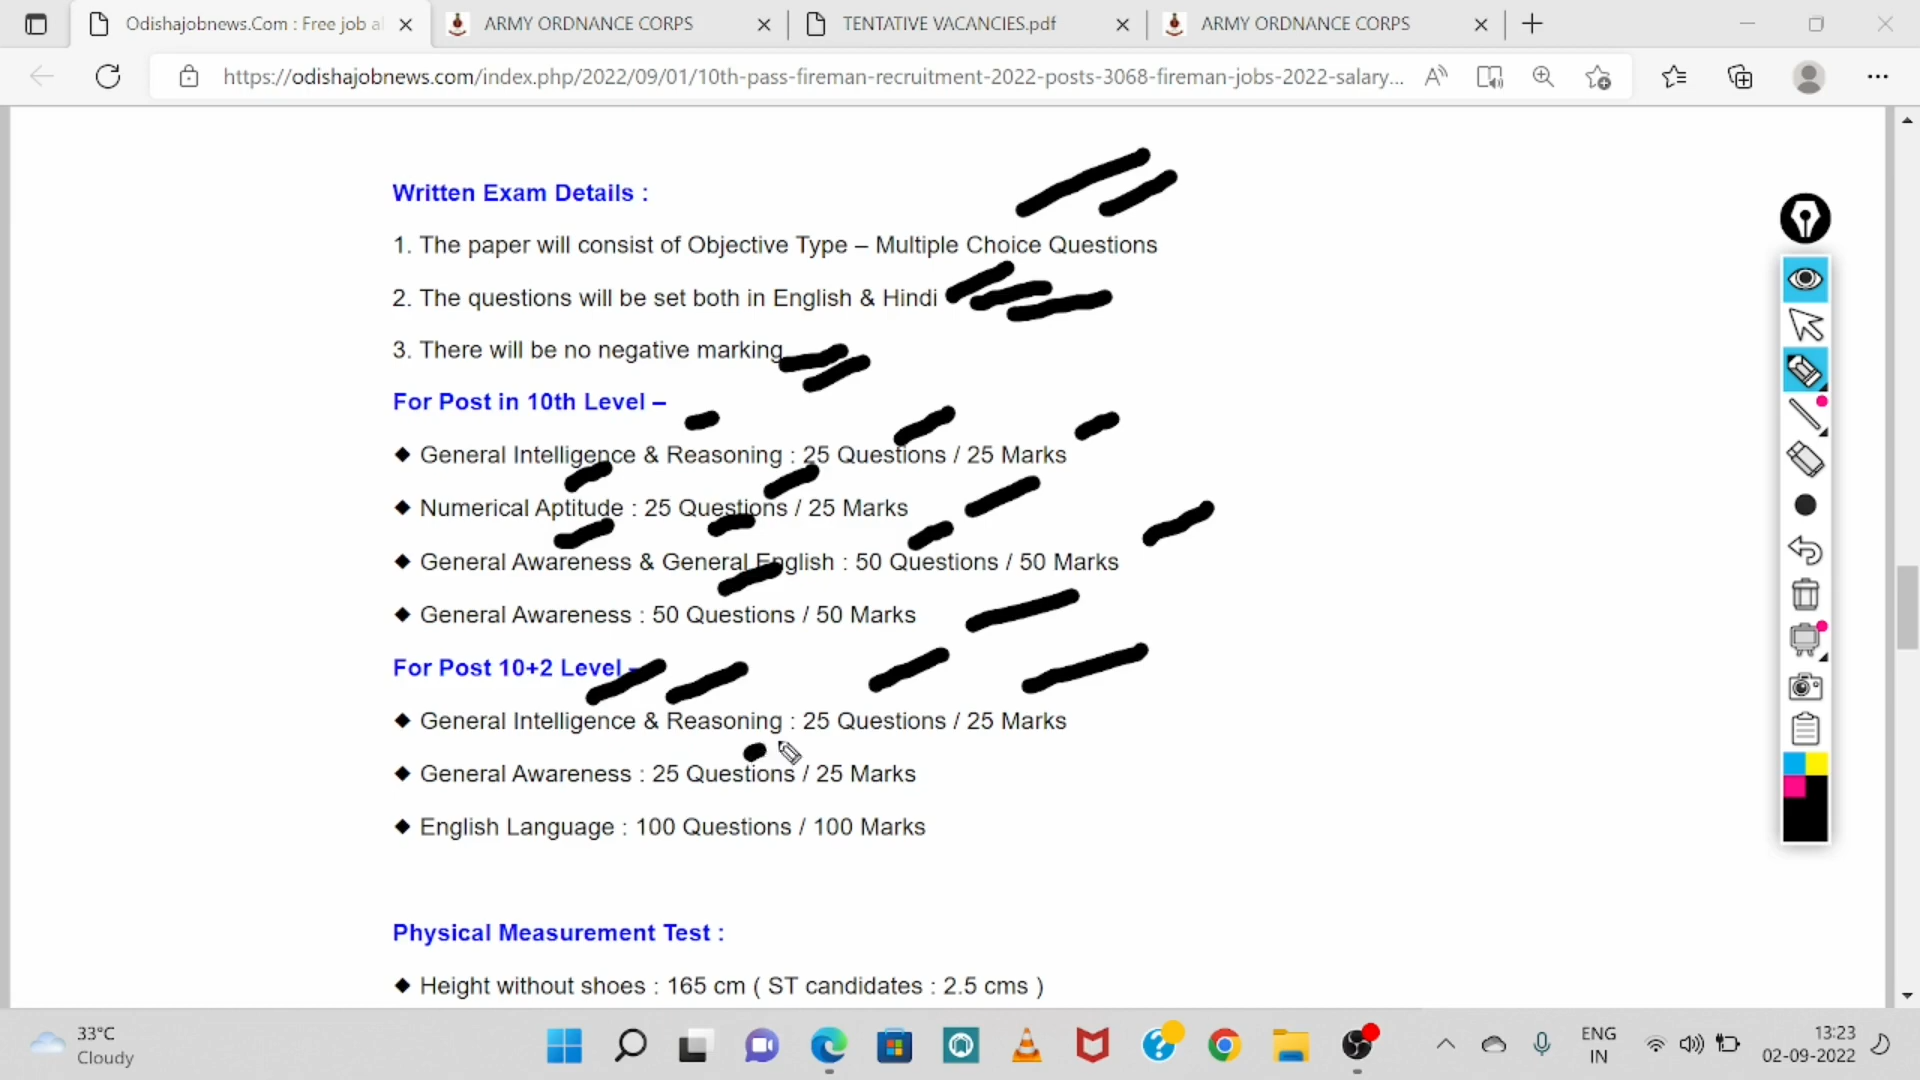 Odishajobnews.Com : Free job al
ARMY ORDNANCE CORPS
TENTATIVE VACANCIES.pdf
ARMY ORDNANCE CORPS
https://odishajobnews.com/index.php/2022/09/01/10th-pass-fireman-recruitment-2022-posts-3068-fireman-jobs-2022-salary...
Written Exam Details :
1. The paper will consist of Objective Type – Multiple Choice Questions
2. The questions will be set both in English & Hindi
3. There will be no negative marking
For Post in 10th Level –
◆ General Intelligence & Reasoning : 25 Questions / 25 Marks
◆ Numerical Aptitude : 25 Questions / 25 Marks
◆ General Awareness & General English : 50 Questions / 50 Marks
◆ General Awareness : 50 Questions / 50 Marks
For Post 10+2 Level –
◆ General Intelligence & Reasoning : 25 Questions / 25 Marks
◆ General Awareness : 25 Questions / 25 Marks
◆ English Language : 100 Questions / 100 Marks
Physical Measurement Test :
◆ Height without shoes : 165 cm ( ST candidates : 2.5 cms )
33°C
Cloudy
ENG
IN
13:23
02-09-2022